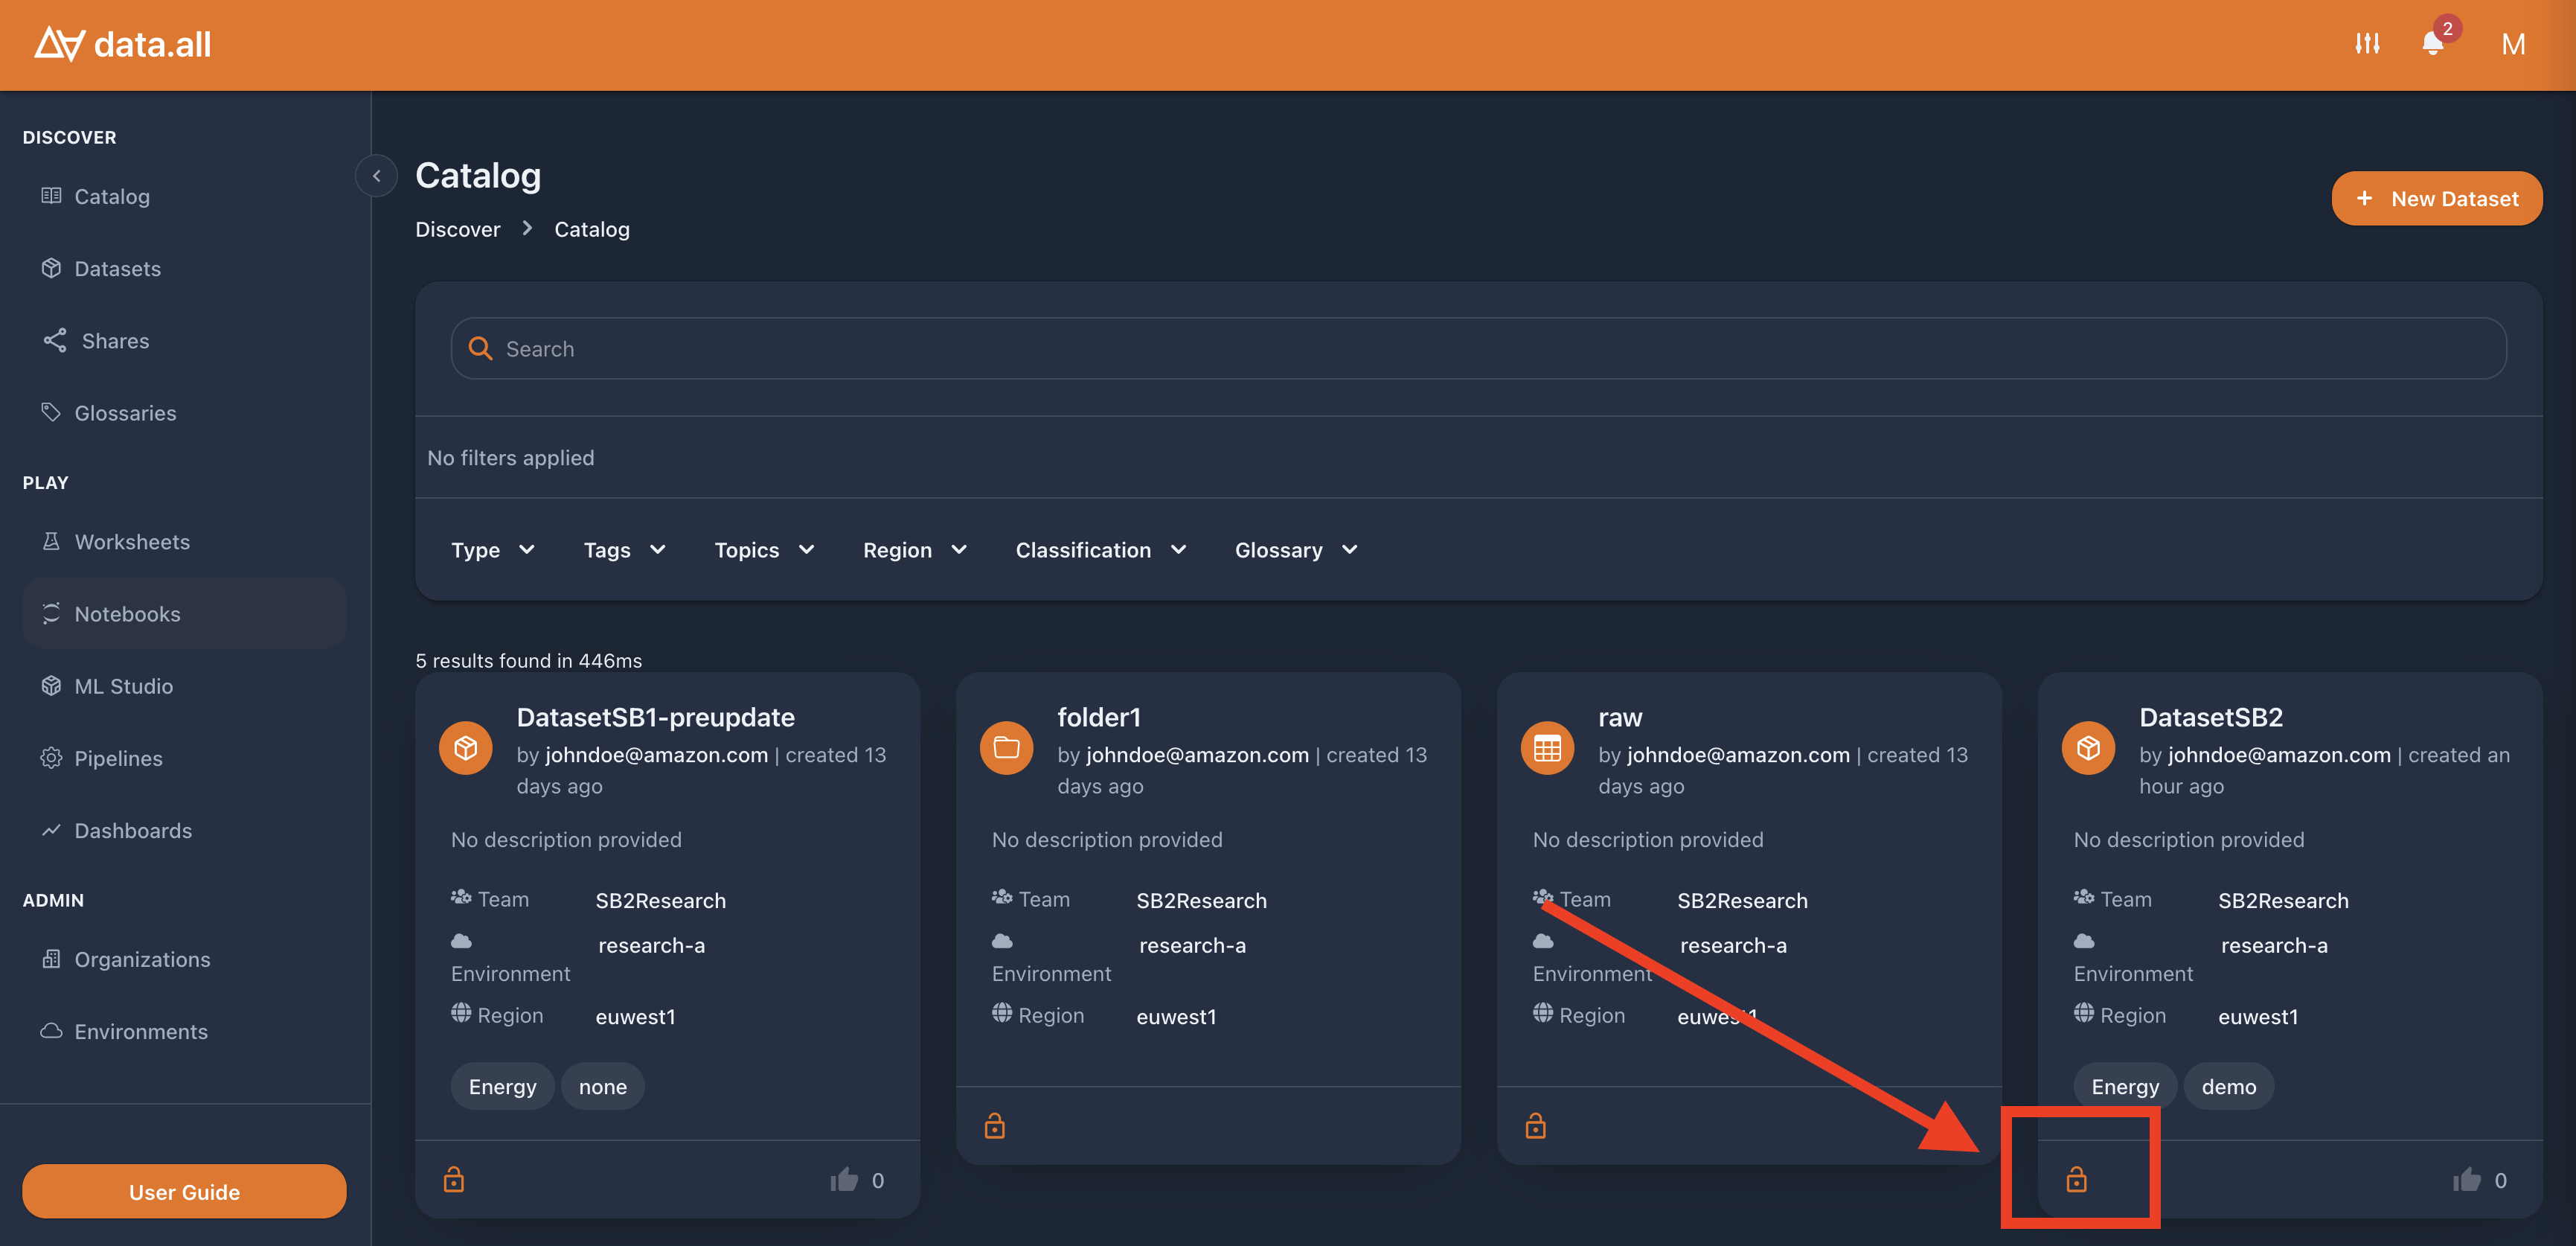 data.all
2
M
DISCOVER
Catalog
Datasets
Shares
Glossaries
PLAY
Worksheets
Notebooks
ML Studio
Pipelines
Dashboards
ADMIN
Organizations
Environments
User Guide
Catalog
Discover > Catalog
+ New Dataset
Search
No filters applied
Type Tags Topics Region Classification Glossary
5 results found in 446ms
DatasetSB1-preupdate
by johndoe@amazon.com | created 13
days ago
No description provided
Team SB2Research
research-a
Environment
Region euwest1
Energy none
0
folder1
by johndoe@amazon.com | created 13
days ago
No description provided
Team SB2Research
research-a
Environment
Region euwest1
raw
by johndoe@amazon.com | created 13
days ago
No description provided
Team SB2Research
research-a
Environment
Region euwest1
DatasetSB2
by johndoe@amazon.com | created an
hour ago
No description provided
Team SB2Research
research-a
Environment
Region euwest1
Energy demo
0